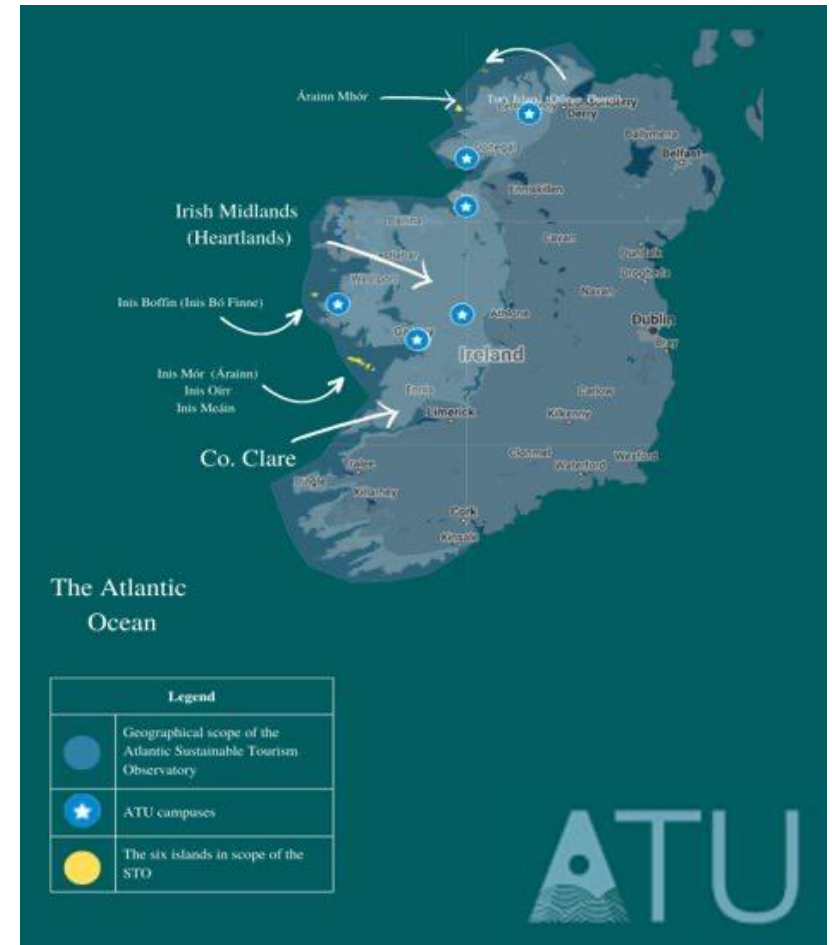 Árainn Mhór
Derry
Ballymena
Donegal
Belfast
Enniskillen
Irish Midlands
(Heartlands)
Cavan
Dundalk
Drogheda
Westport
Navan
Inis Boffin (Inis Bó Finne)
Athlone
Dublin
Bray
Ireland
Inis Mór (Árainn)
Inis Oírr
Inis Meáin
Ennis
Carlow
Limerick
Kilkenny
Co. Clare
Clonmel
Wexford
Tralee
Waterford
Dingle
Killarney
Cork
Kinsale
The Atlantic
Ocean
Legend
Geographical scope of the
Atlantic Sustainable Tourism
Observatory
ATU campuses
The six islands in scope of the
STO
ATU